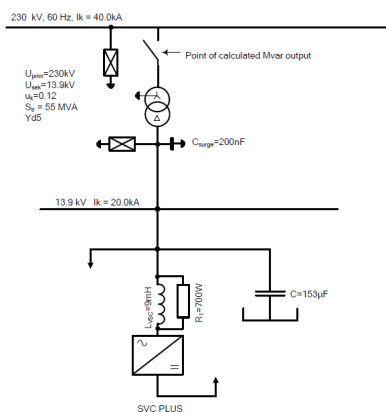 230 kV, 60 Hz, Ik = 40.0kA
Point of calculated Mvar output
Uprim=230kV
Usek=13.9kV
uk=0.12
Str = 55 MVA
Yd5
Csurge=200nF
13.9 kV Ik = 20.0kA
LVSC=9mH
R1=700W
C=153µF
SVC PLUS